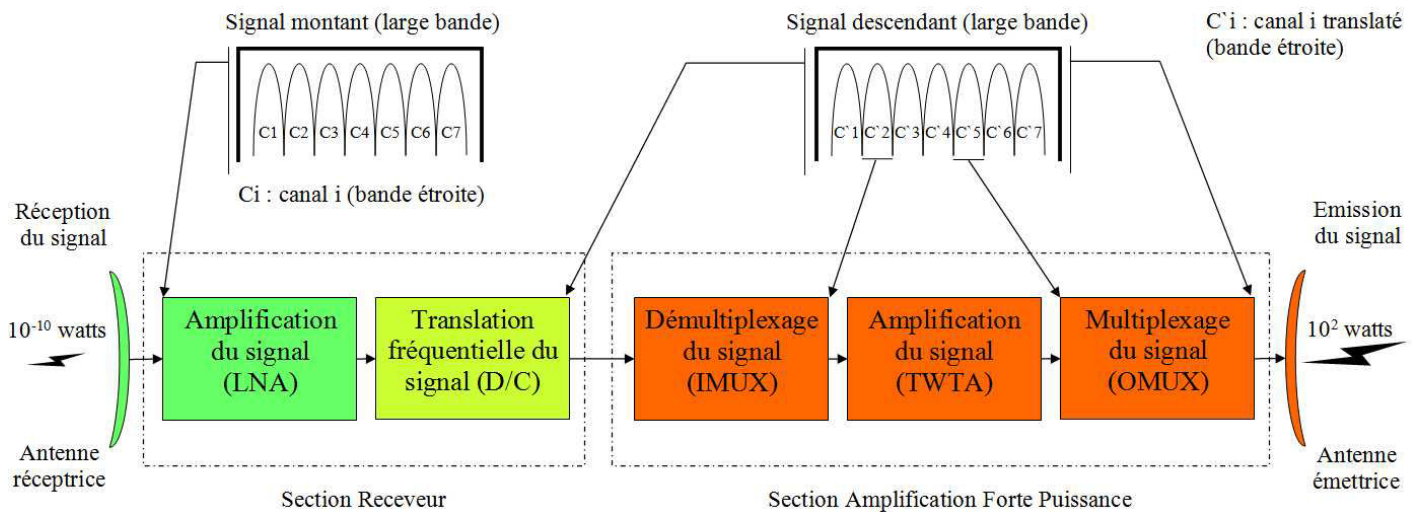 Signal montant (large bande)
C1 C2 C3 C4 C5 C6 C7
Ci : canal i (bande étroite)
Signal descendant (large bande)
C`1 C`2 C`3 C`4 C`5 C`6 C`7
C`i : canal i translaté
(bande étroite)
Réception
du signal
10-10 watts
Antenne
réceptrice
Amplification
du signal
(LNA)
Translation
fréquentielle du
signal (D/C)
Section Receveur
Démultiplexage
du signal
(IMUX)
Amplification
du signal
(TWTA)
Multiplexage
du signal
(OMUX)
Section Amplification Forte Puissance
Emission
du signal
10² watts
Antenne
émettrice